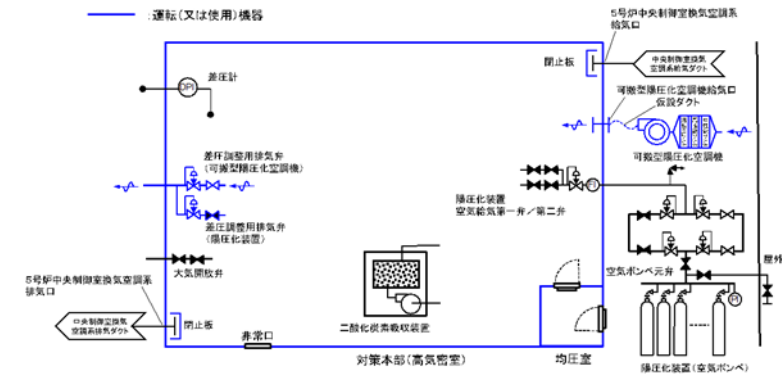 :運転(又は使用)機器
5号炉中央制御室換気空調系
給気口
閉止板
中央制御室換気
空調系給気ダクト
差圧計
DPI
可搬型陽圧化空調機給気口
仮設ダクト
可搬型陽圧化空調機
差圧調整用排気弁
(可搬型陽圧化空調機)
差圧調整用排気弁
(陽圧化装置)
陽圧化装置
空気給気第一弁/第二弁
FI
大気開放弁
5号炉中央制御室換気空調系
排気口
中央制御室換気
空調系排気ダクト
閉止板
非常口
二酸化炭素吸収装置
対策本部(高気密室)
均圧室
空気ボンベ元弁
屋外
PI
陽圧化装置(空気ボンベ)